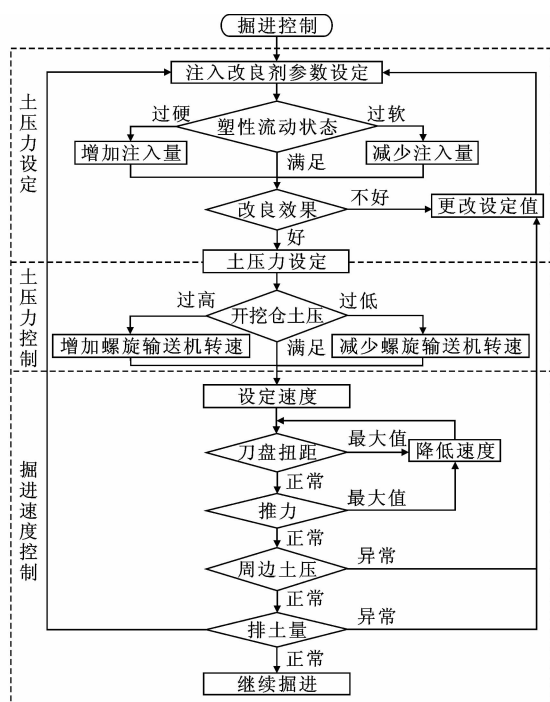 掘进控制
注入改良剂参数设定
过硬
过软
塑性流动状态
增加注入量
减少注入量
满足
土压力设定
改良效果
不好
更改设定值
好
土压力设定
土压力控制
过高
过低
开挖仓土压
增加螺旋输送机转速
满足
减少螺旋输送机转速
设定速度
刀盘扭距
最大值
降低速度
正常
掘进速度控制
推力
最大值
正常
周边土压
异常
正常
排土量
异常
正常
继续掘进